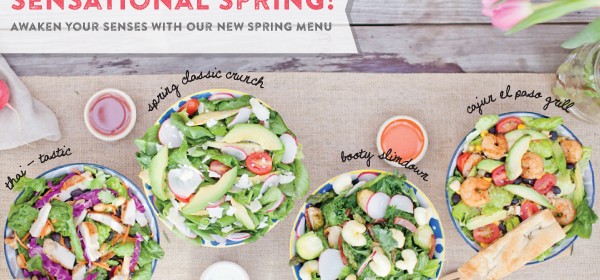 SENSATIONAL SPRING!
AWAKEN YOUR SENSES WITH OUR NEW SPRING MENU
thai-tastic
spring classic crunch
booty slimdown
cajun el paso grill